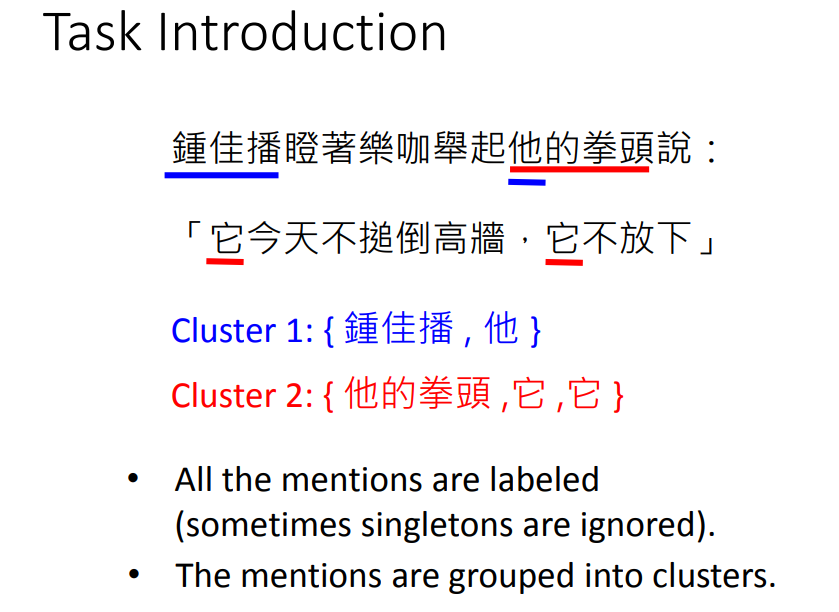 Task Introduction
鍾佳播瞪著樂咖舉起他的拳頭說：
「它今天不搥倒高牆，它不放下」
Cluster 1: { 鍾佳播 , 他 }
Cluster 2: { 他的拳頭 ,它 ,它 }
• All the mentions are labeled
(sometimes singletons are ignored).
• The mentions are grouped into clusters.